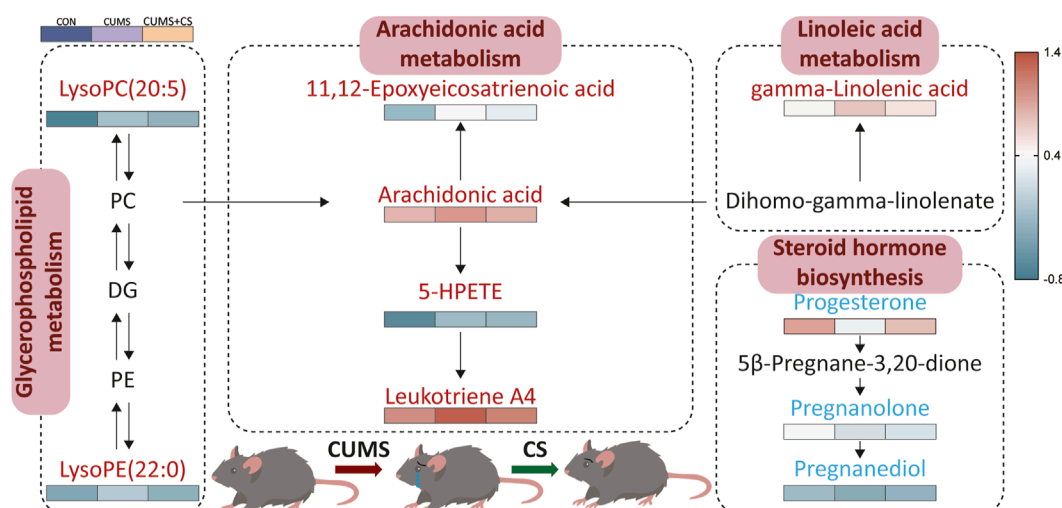 CON CUMS CUMS+CS
LysoPC(20:5)
PC
DG
PE
LysoPE(22:0)
Glycerophospholipid
metabolism
Arachidonic acid
metabolism
11,12-Epoxyeicosatrienoic acid
Arachidonic acid
5-HPETE
Leukotriene A4
CUMS
CS
Linoleic acid
metabolism
gamma-Linolenic acid
Dihomo-gamma-linolenate
Steroid hormone
biosynthesis
Progesterone
5β-Pregnane-3,20-dione
Pregnanolone
Pregnanediol
1.4
0.4
-0.8